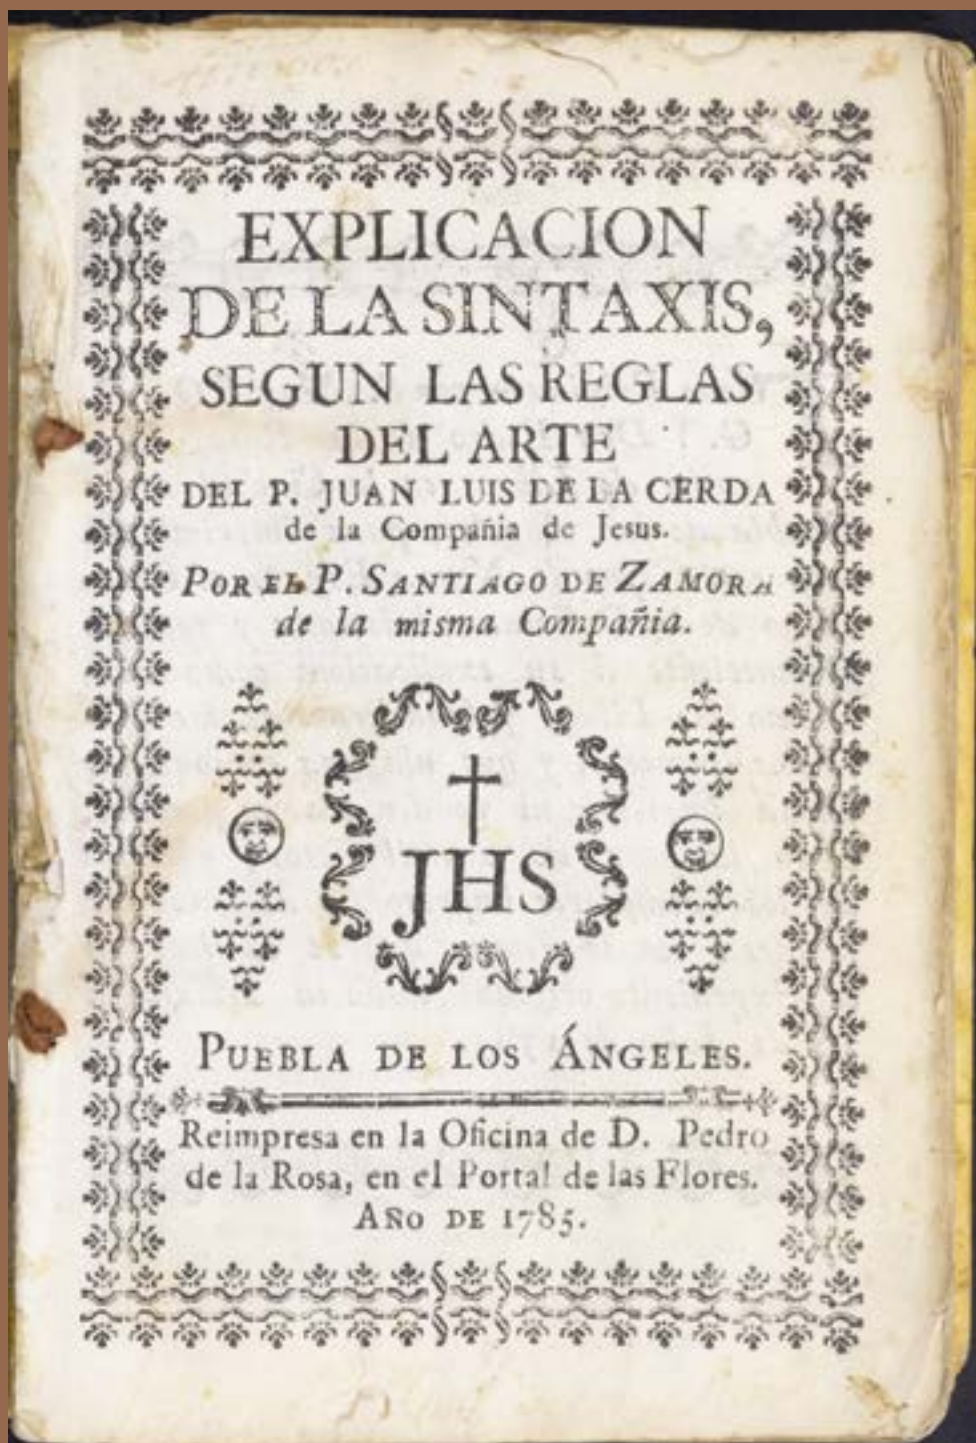 EXPLICACION
DE LA SINTAXIS,
SEGUN LAS REGLAS
DEL ARTE
DEL P. JUAN LUIS DE LA CERDA
de la Compañia de Jesus.
POR EL P. SANTIAGO DE ZAMORA
de la misma Compañia.
JHS
PUEBLA DE LOS ÁNGELES.
Reimpresa en la Oficina de D. Pedro
de la Rosa, en el Portal de las Flores.
AÑO DE 1785.